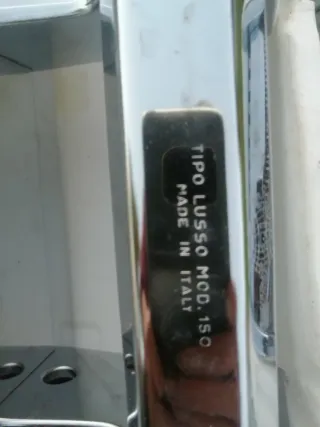 TIPO LUSSO MOD. 150
MADE IN ITALY